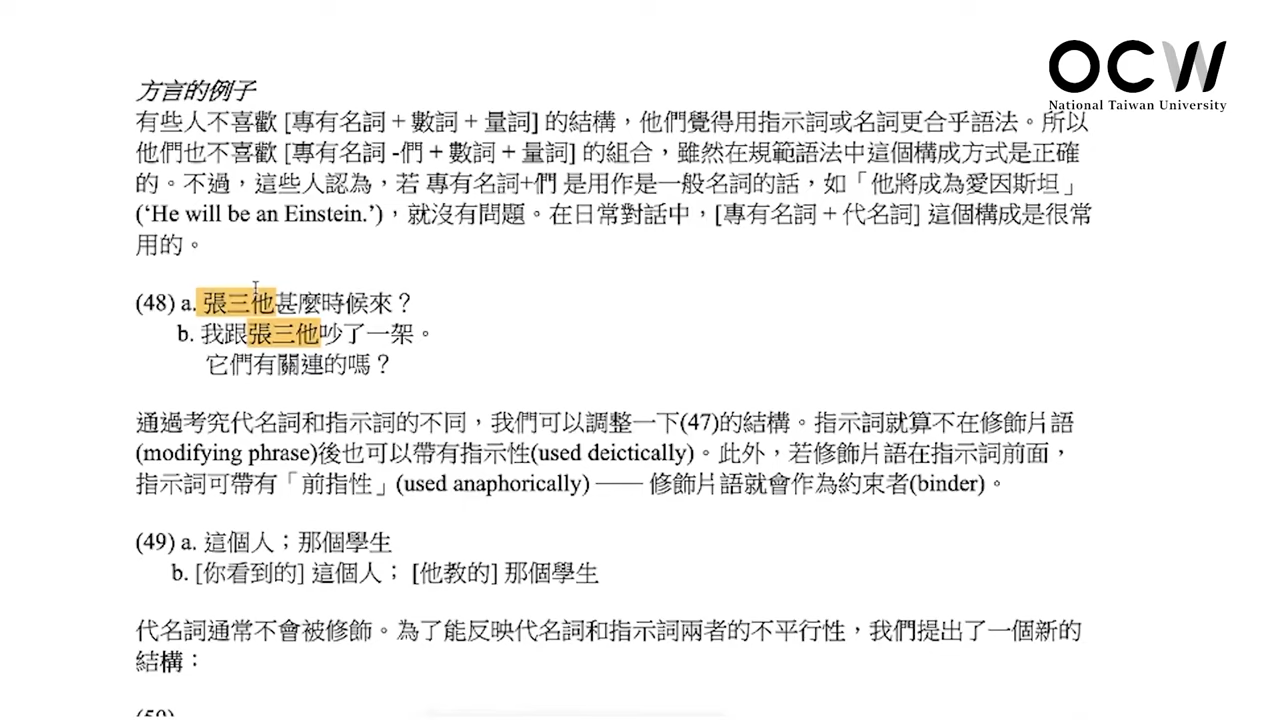 OCW
National Taiwan University
方言的例子
有些人不喜歡 [專有名詞 + 數詞 + 量詞] 的結構，他們覺得用指示詞或名詞更合乎語法。所以
他們也不喜歡 [專有名詞 -們 + 數詞 + 量詞] 的組合，雖然在規範語法中這個構成方式是正確
的。不過，這些人認為，若 專有名詞+們 是用作是一般名詞的話，如「他將成為愛因斯坦」
(‘He will be an Einstein.’)，就沒有問題。在日常對話中，[專有名詞 + 代名詞] 這個構成是很常
用的。
(48) a. 張三他甚麼時候來？
b. 我跟張三他吵了一架。
它們有關連的嗎？
通過考究代名詞和指示詞的不同，我們可以調整一下(47)的結構。指示詞就算不在修飾片語
(modifying phrase)後也可以帶有指示性(used deictically)。此外，若修飾片語在指示詞前面，
指示詞可帶有「前指性」(used anaphorically) —— 修飾片語就會作為約束者(binder)。
(49) a. 這個人；那個學生
b. [你看到的] 這個人； [他教的] 那個學生
代名詞通常不會被修飾。為了能反映代名詞和指示詞兩者的不平行性，我們提出了一個新的
結構：
(50)